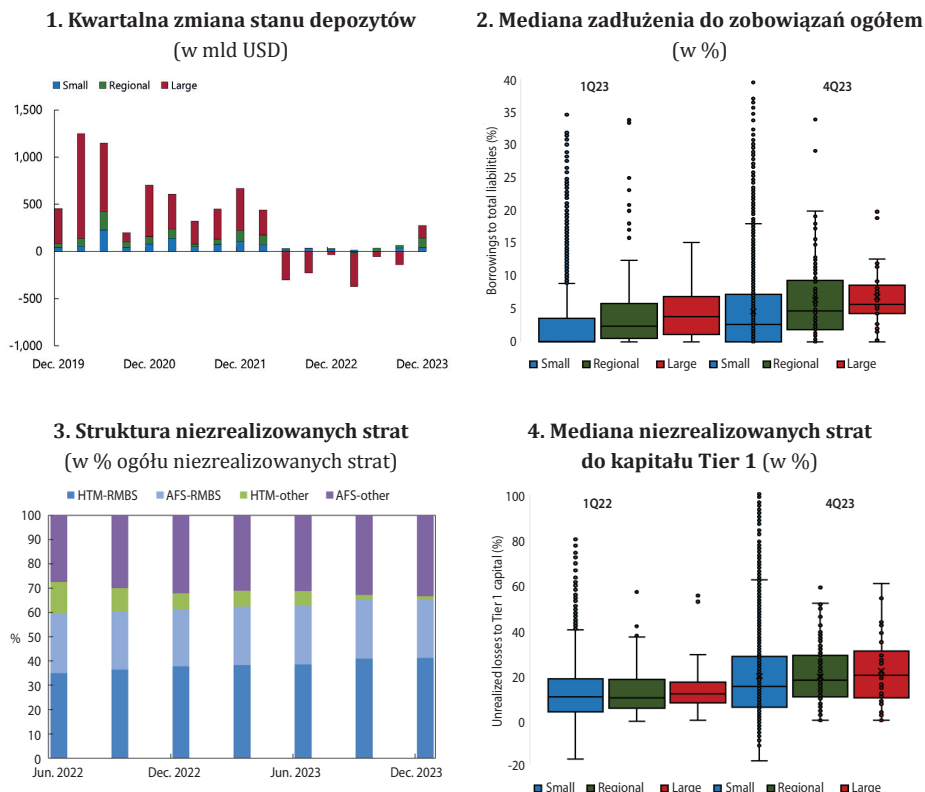 1. Kwartalna zmiana stanu depozytów
(w mld USD)
Small Regional Large
1,500
1,000
500
0
-500
-1,000
Dec. 2019 Dec. 2020 Dec. 2021 Dec. 2022 Dec. 2023
2. Mediana zadłużenia do zobowiązań ogółem
(w %)
1Q23 4Q23
Borrowings to total liabilities (%)
40
35
30
25
20
15
10
5
0
Small Regional Large Small Regional Large
3. Struktura niezrealizowanych strat
(w % ogółu niezrealizowanych strat)
HTM-RMBS AFS-RMBS HTM-other AFS-other
100
90
80
70
60
%
50
40
30
20
10
0
Jun. 2022 Dec. 2022 Jun. 2023 Dec. 2023
4. Mediana niezrealizowanych strat
do kapitału Tier 1 (w %)
1Q22 4Q23
Unrealized losses to Tier 1 capital (%)
100
80
60
40
20
0
-20
Small Regional Large Small Regional Large